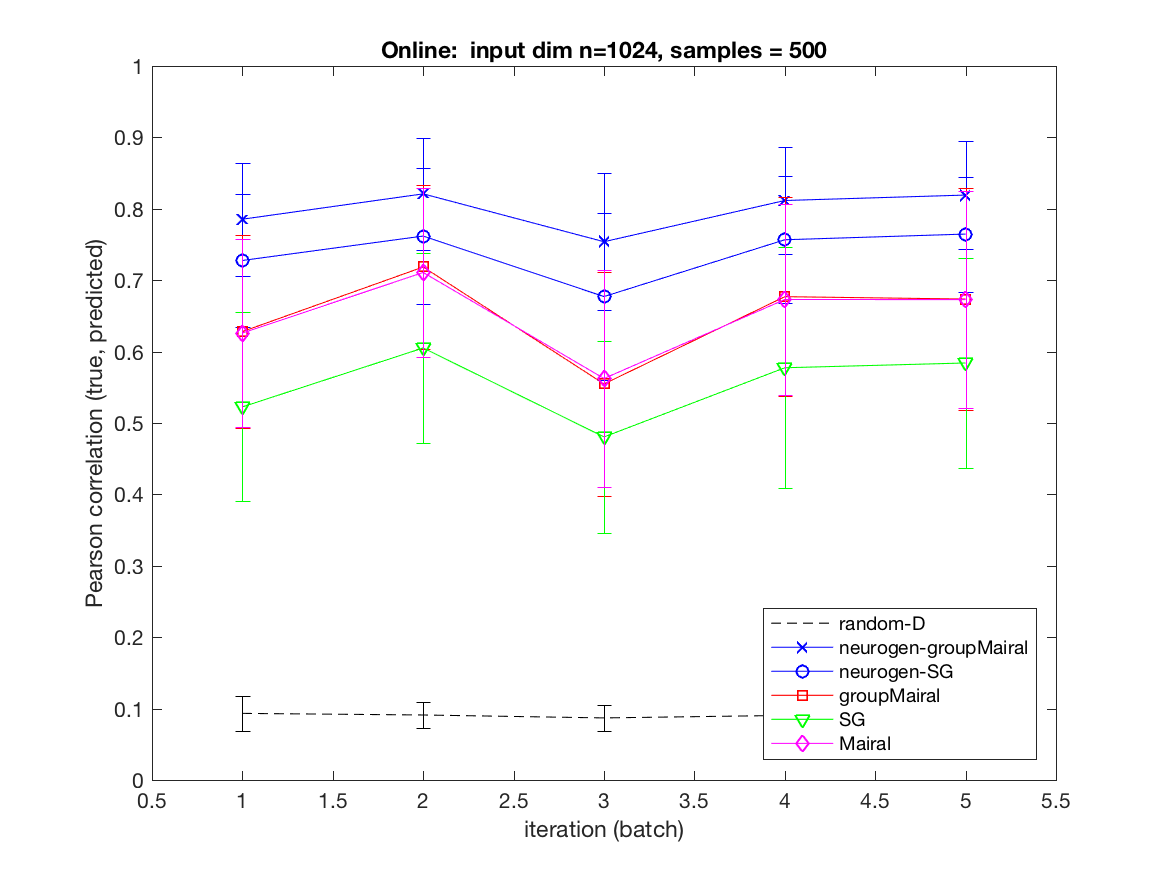 Online: input dim n=1024, samples = 500
Pearson correlation (true, predicted)
1
0.9
0.8
0.7
0.6
0.5
0.4
0.3
0.2
0.1
0
random-D
neurogen-groupMairal
neurogen-SG
groupMairal
SG
Mairal
0.5 1 1.5 2 2.5 3 3.5 4 4.5 5 5.5
iteration (batch)